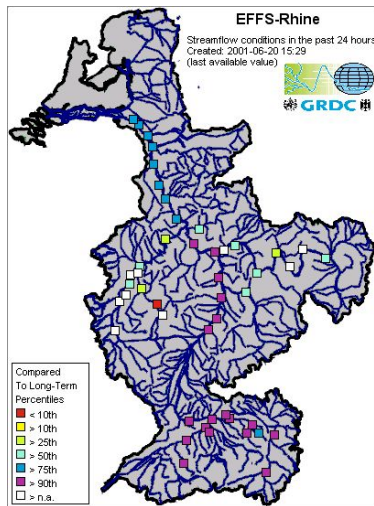 EFFS-Rhine
Streamflow conditions in the past 24 hours
Created: 2001-06-20 15:29
(last available value)
GRDC
Compared
To Long-Term
Percentiles
< 10th
> 10th
> 25th
> 50th
> 75th
> 90th
> n.a.